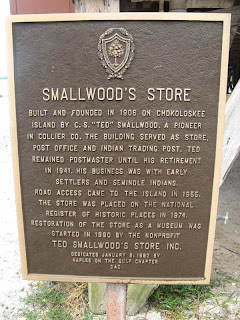 SMALLWOOD'S STORE
BUILT AND FOUNDED IN 1906 ON CHOKOLOSKEE
ISLAND BY C. S. "TED" SMALLWOOD, A PIONEER
IN COLLIER CO. THE BUILDING SERVED AS STORE,
POST OFFICE AND INDIAN TRADING POST. TED
REMAINED POSTMASTER UNTIL HIS RETIREMENT
IN 1941. HIS BUSINESS WAS WITH EARLY
SETTLERS AND SEMINOLE INDIANS.
ROAD ACCESS CAME TO THE ISLAND IN 1955.
THE STORE WAS PLACED ON THE NATIONAL
REGISTER OF HISTORIC PLACES IN 1974.
RESTORATION OF THE STORE AS A MUSEUM WAS
STARTED IN 1990 BY THE NONPROFIT
TED SMALLWOOD'S STORE INC.
DEDICATED JANUARY BY
NAPLES ON THE GULF CHAPTER
DAC